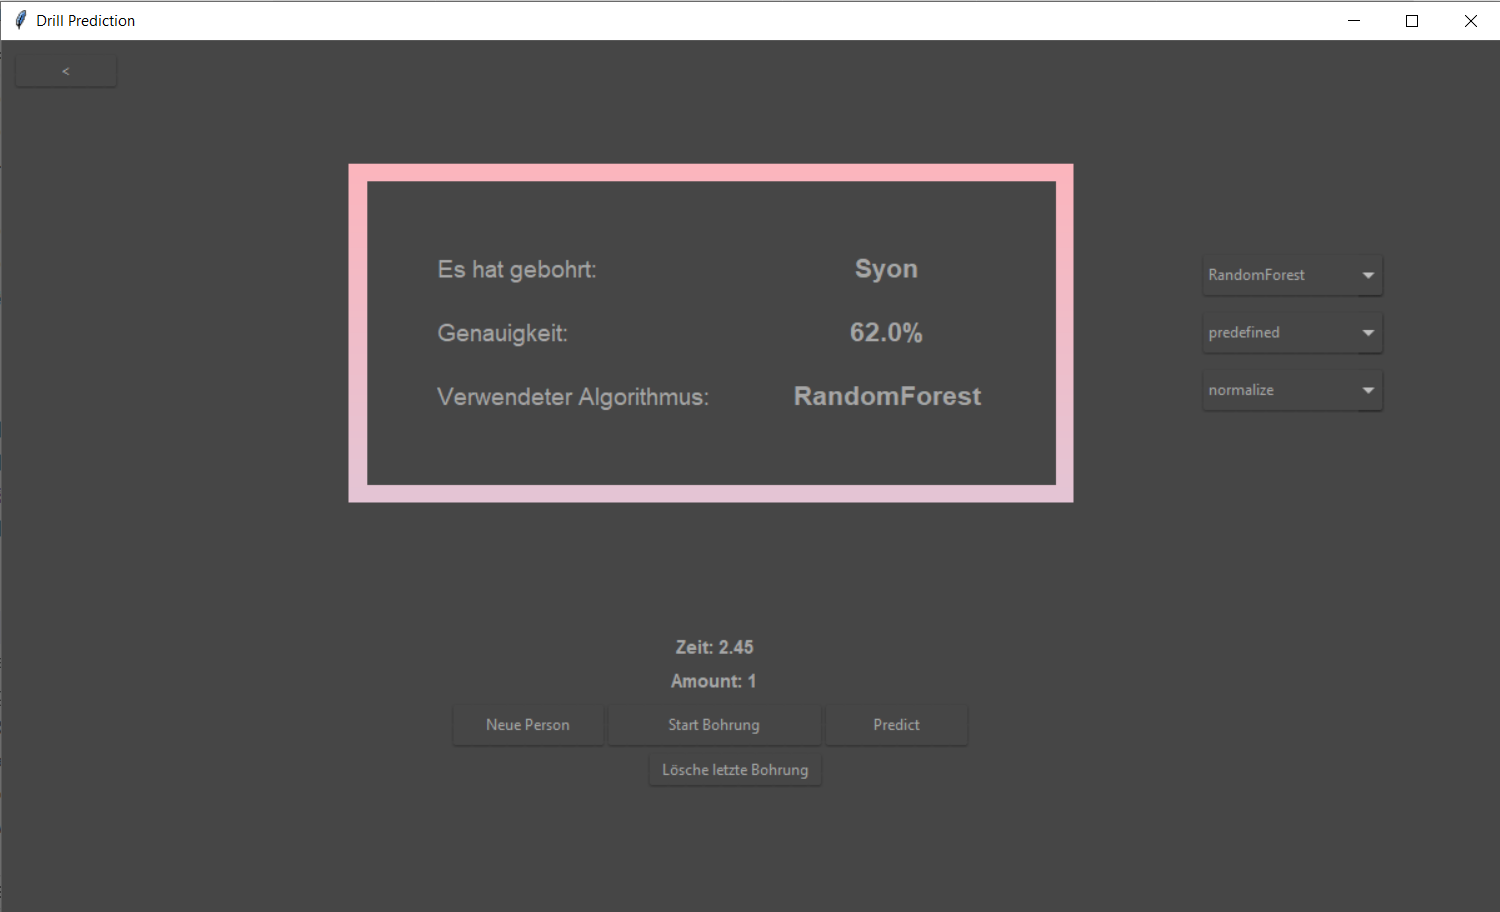 Drill Prediction
<
Es hat gebohrt: Syon
Genauigkeit: 62.0%
Verwendeter Algorithmus: RandomForest
RandomForest
predefined
normalize
Zeit: 2.45
Amount: 1
Neue Person Start Bohrung Predict
Lösche letzte Bohrung